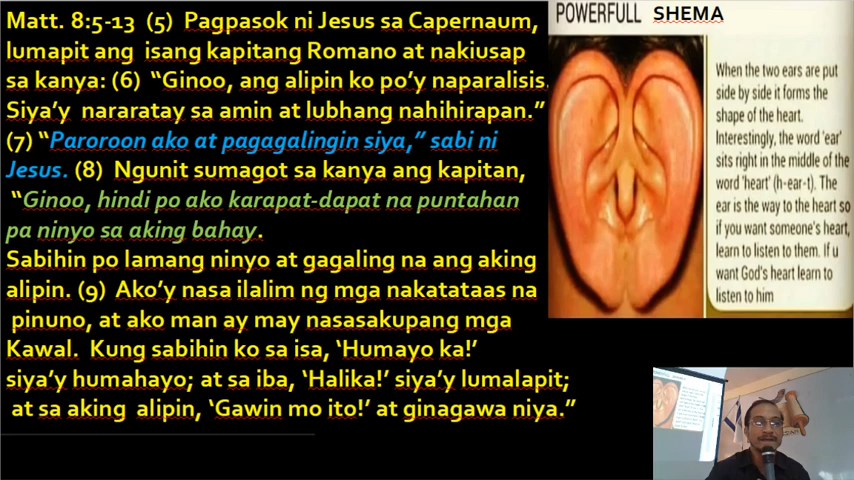 Matt. 8:5-13 (5) Pagpasok ni Jesus sa Capernaum,
lumapit ang isang kapitang Romano at nakiusap
sa kanya: (6) “Ginoo, ang alipin ko po’y naparalisis.
Siya’y nararatay sa amin at lubhang nahihirapan.”
(7) “Paroroon ako at pagagalingin siya,” sabi ni
Jesus. (8) Ngunit sumagot sa kanya ang kapitan,
“Ginoo, hindi po ako karapat-dapat na puntahan
pa ninyo sa aking bahay.
Sabihin po lamang ninyo at gagaling na ang aking
alipin. (9) Ako’y nasa ilalim ng mga nakatataas na
pinuno, at ako man ay may nasasakupang mga
Kawal. Kung sabihin ko sa isa, ‘Humayo ka!’
siya’y humahayo; at sa iba, ‘Halika!’ siya’y lumalapit;
at sa aking alipin, ‘Gawin mo ito!’ at ginagawa niya.”
POWERFULL SHEMA
When the two ears are put
side by side it forms the
shape of the heart.
Interestingly, the word 'ear'
sits right in the middle of the
word 'heart' (h-ear-t). The
ear is the way to the heart so
if you want someone's heart,
learn to listen to them. If u
want God's heart learn to
listen to him